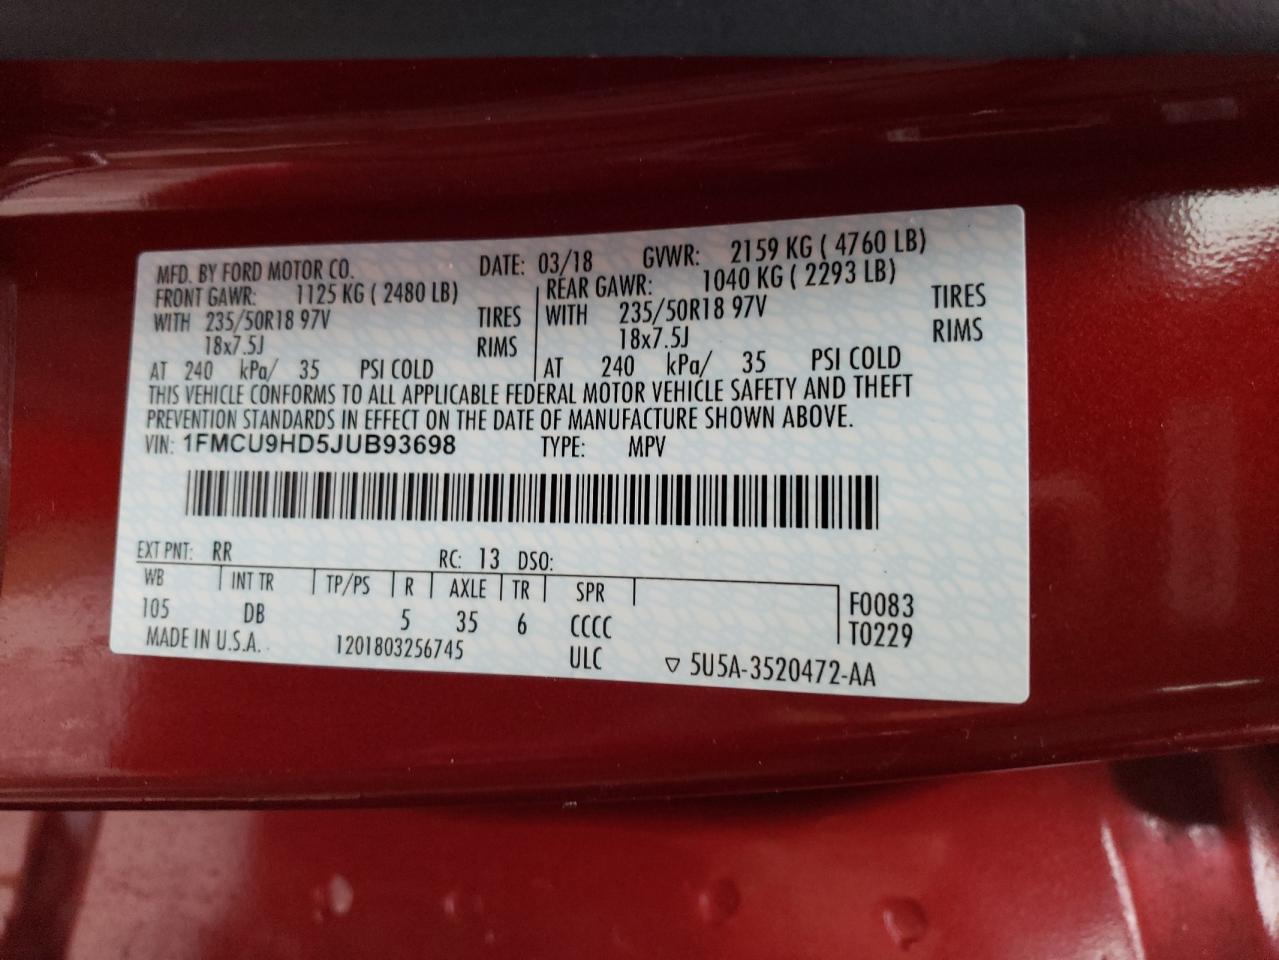 MFD. BY FORD MOTOR CO. DATE: 03/18 GVWR: 2159 KG ( 4760 LB)
FRONT GAWR: 1125 KG ( 2480 LB) REAR GAWR: 1040 KG ( 2293 LB)
WITH 235/50R18 97V TIRES WITH 235/50R18 97V TIRES
18x7.5J RIMS 18x7.5J RIMS
AT 240 kPa/ 35 PSI COLD AT 240 kPa/ 35 PSI COLD
THIS VEHICLE CONFORMS TO ALL APPLICABLE FEDERAL MOTOR VEHICLE SAFETY AND THEFT
PREVENTION STANDARDS IN EFFECT ON THE DATE OF MANUFACTURE SHOWN ABOVE.
VIN: 1FMCU9HD5JUB93698 TYPE: MPV
EXT PNT: RR RC: 13 DSO:
WB INT TR TP/PS R AXLE TR SPR
105 DB 5 35 6 CCCC F0083
T0229
MADE IN U.S.A. 1201803256745 ULC ▽ 5U5A-3520472-AA